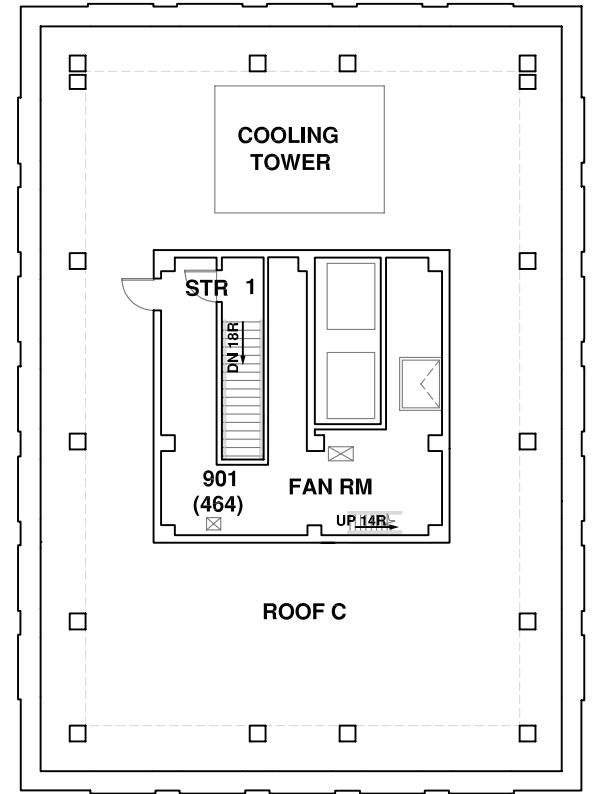 COOLING
TOWER
STR 1
DN 18R
901
(464)
FAN RM
UP 14R
ROOF C